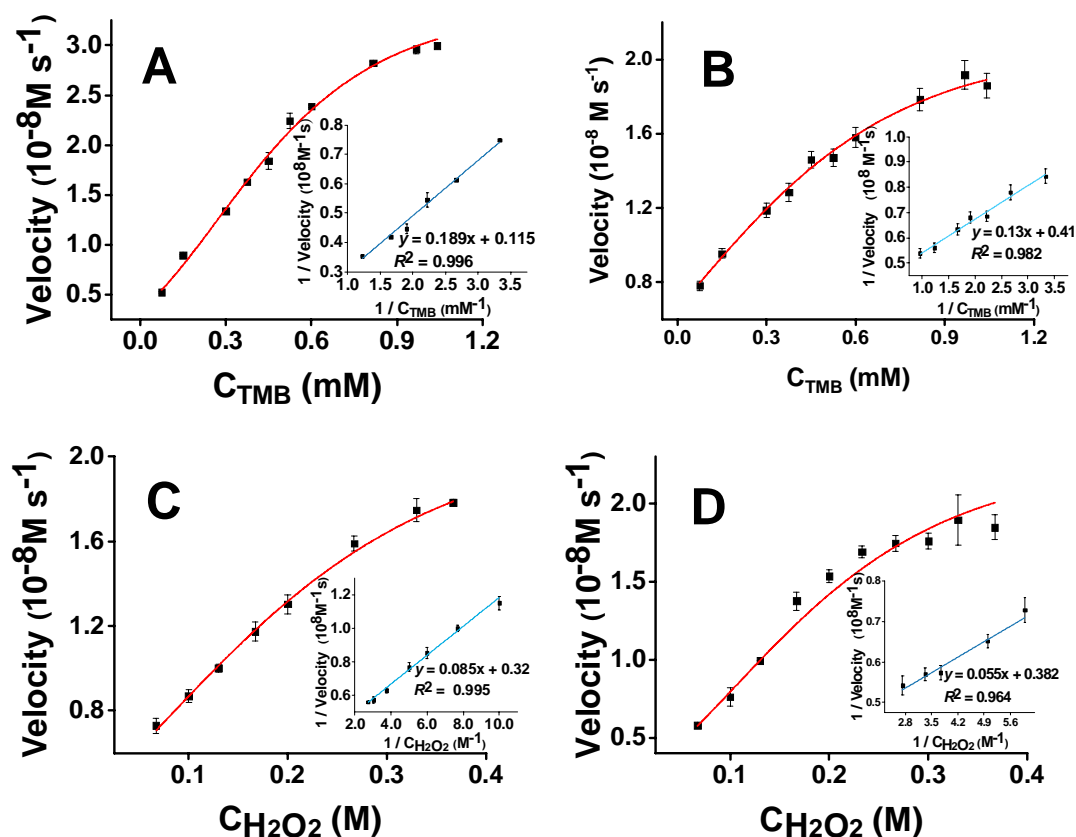 A
Velocity (10⁻⁸M s⁻¹)
3.0
2.5
2.0
1.5
1.0
0.5
0.0 0.3 0.6 0.9 1.2
C_TMB (mM)
1 / Velocity (10⁸M⁻¹s)
0.8
0.7
0.6
0.5
0.4
0.3
y = 0.189x + 0.115
R² = 0.996
1.0 1.5 2.0 2.5 3.0 3.5
1 / C_TMB (mM⁻¹)
B
Velocity (10⁻⁸ M s⁻¹)
2.0
1.6
1.2
0.8
0.0 0.3 0.6 0.9 1.2
C_TMB (mM)
1 / Velocity (10⁸ M⁻¹s)
1.0
0.9
0.8
0.7
0.6
0.5
y = 0.13x + 0.41
R² = 0.982
1.0 1.5 2.0 2.5 3.0 3.5
1 / C_TMB (mM⁻¹)
C
Velocity (10⁻⁸M s⁻¹)
2.0
1.6
1.2
0.8
0.1 0.2 0.3 0.4
C_H₂O₂ (M)
1 / Velocity (10⁸M⁻¹s)
1.4
1.2
1.0
0.8
0.6
y = 0.085x + 0.32
R² = 0.995
2.0 4.0 6.0 8.0 10.0
1 / C_H₂O₂ (M⁻¹)
D
Velocity (10⁻⁸M s⁻¹)
2.0
1.5
1.0
0.5
0.1 0.2 0.3 0.4
C_H₂O₂ (M)
1 / Velocity (10⁸M⁻¹s)
0.8
0.7
0.6
0.5
y = 0.055x + 0.382
R² = 0.964
2.8 3.5 4.2 4.9 5.6
1 / C_H₂O₂ (M⁻¹)